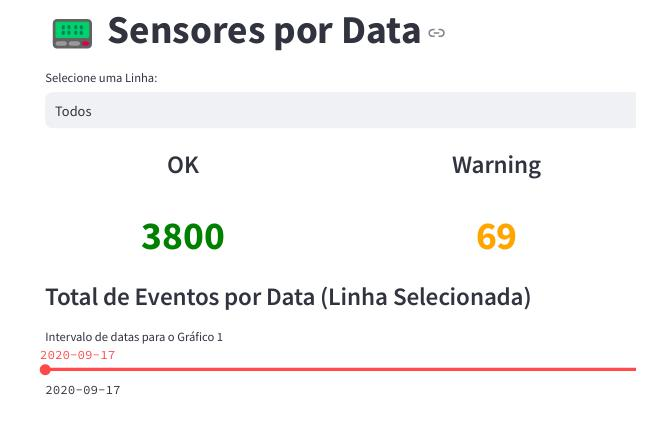 Sensores por Data
Selecione uma Linha:
Todos
OK
Warning
3800
69
Total de Eventos por Data (Linha Selecionada)
Intervalo de datas para o Gráfico 1
2020-09-17
2020-09-17